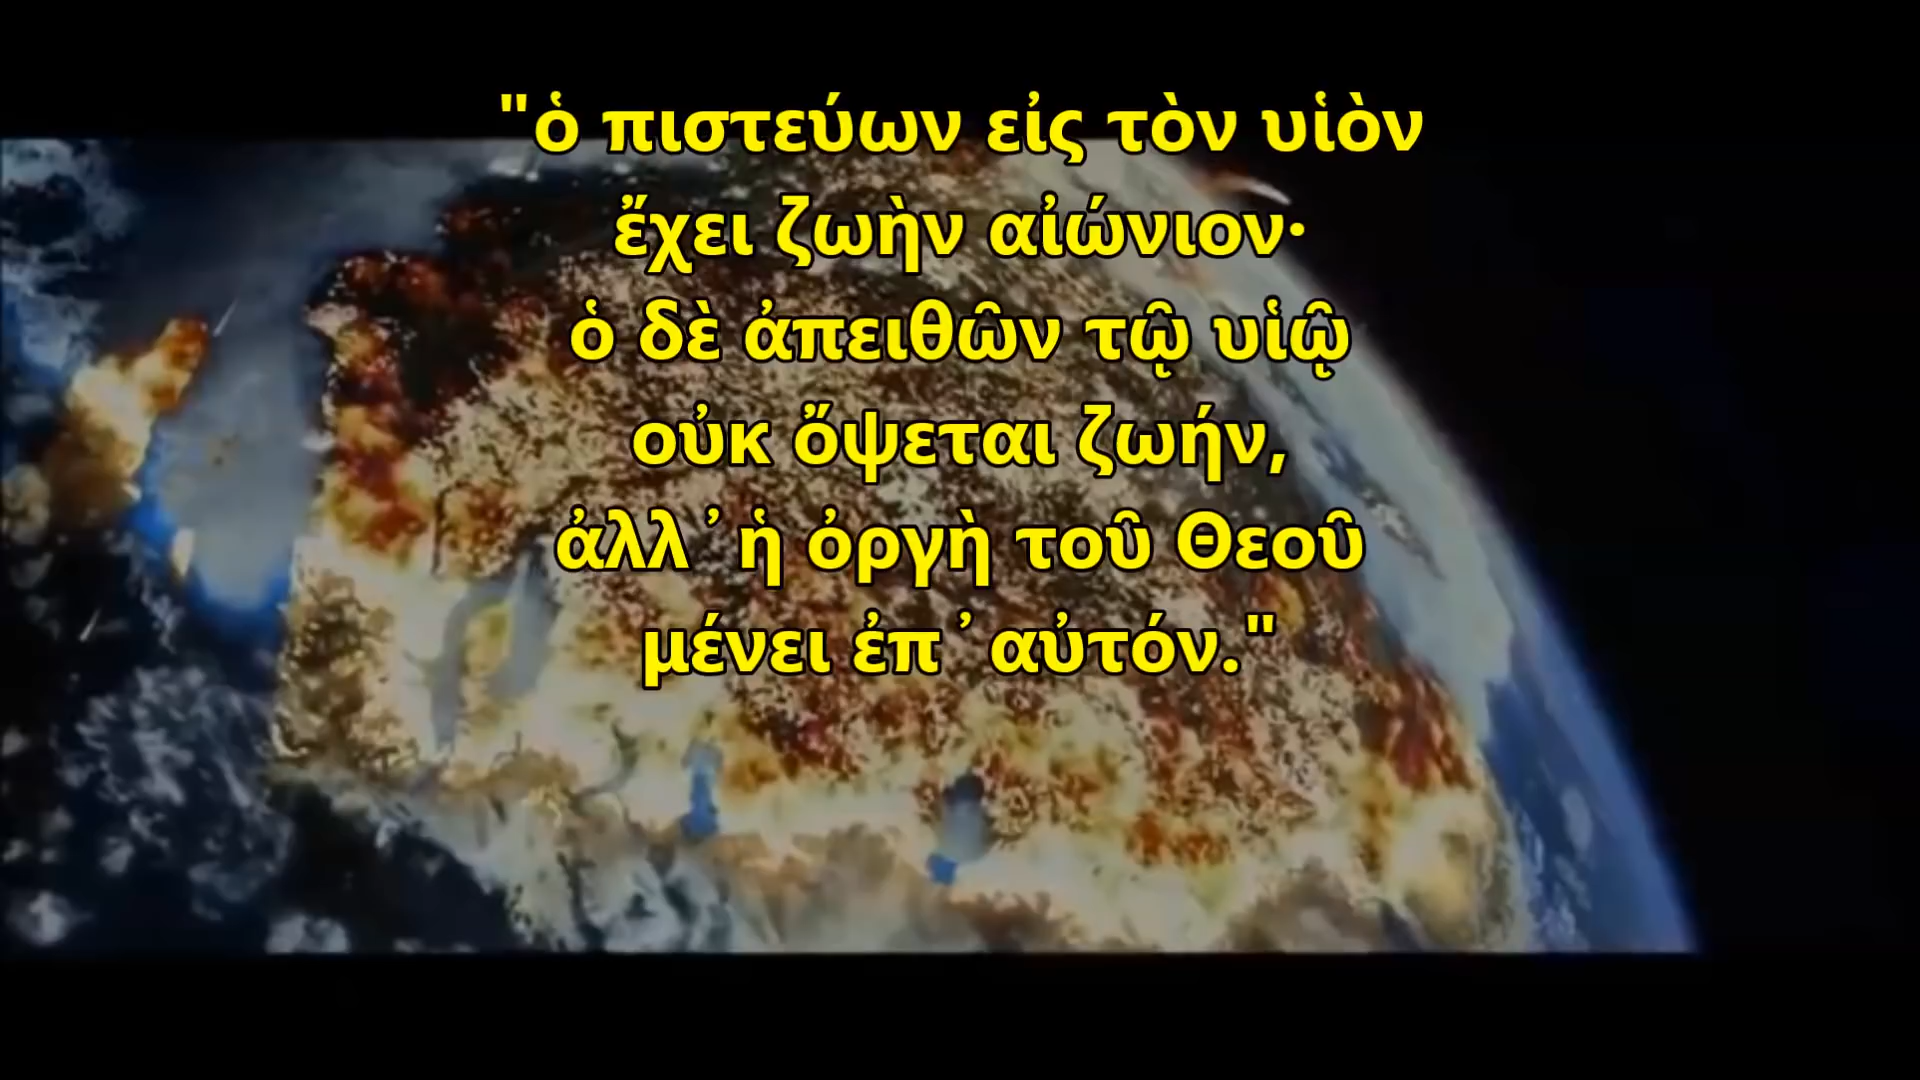 "ὁ πιστεύων εἰς τὸν υἱὸν
ἔχει ζωὴν αἰώνιον·
ὁ δὲ ἀπειθῶν τῷ υἱῷ
οὐκ ὄψεται ζωήν,
ἀλλ᾿ ἡ ὀργὴ τοῦ Θεοῦ
μένει ἐπ᾿ αὐτόν."